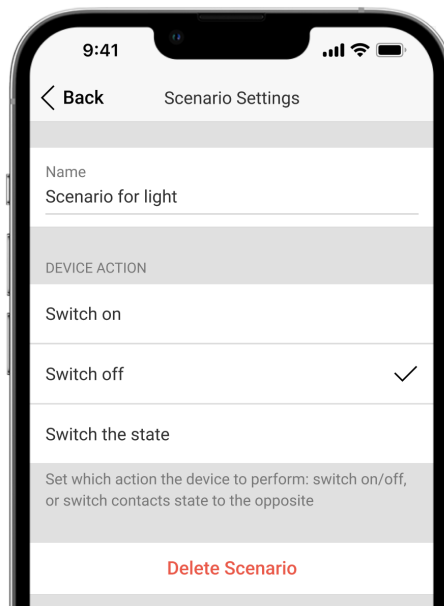 9:41
Back
Scenario Settings
Name
Scenario for light
DEVICE ACTION
Switch on
Switch off
Switch the state
Set which action the device to perform: switch on/off,
or switch contacts state to the opposite
Delete Scenario